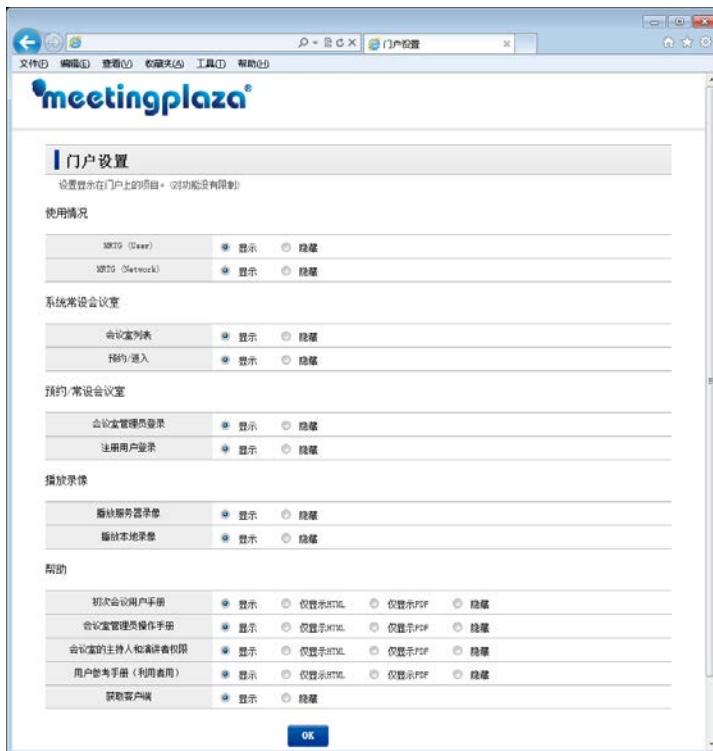 门户设置
文件(F) 编辑(E) 查看(V) 收藏夹(A) 工具(T) 帮助(H)
meetingplaza®
门户设置
设置显示在门户上的项目。(对功能没有限制)
使用情况
MRTG (User) 显示 隐藏
MRTG (Network) 显示 隐藏
系统常设会议室
会议室列表 显示 隐藏
预约/进入 显示 隐藏
预约/常设会议室
会议室管理员登录 显示 隐藏
注册用户登录 显示 隐藏
播放录像
播放服务器录像 显示 隐藏
播放本地录像 显示 隐藏
帮助
初次会议用户手册 显示 仅显示HTML 仅显示PDF 隐藏
会议室管理员操作手册 显示 仅显示HTML 仅显示PDF 隐藏
会议室的主持人和演讲者权限 显示 仅显示HTML 仅显示PDF 隐藏
用户参考手册（利用者用） 显示 仅显示HTML 仅显示PDF 隐藏
获取客户端 显示 隐藏
OK